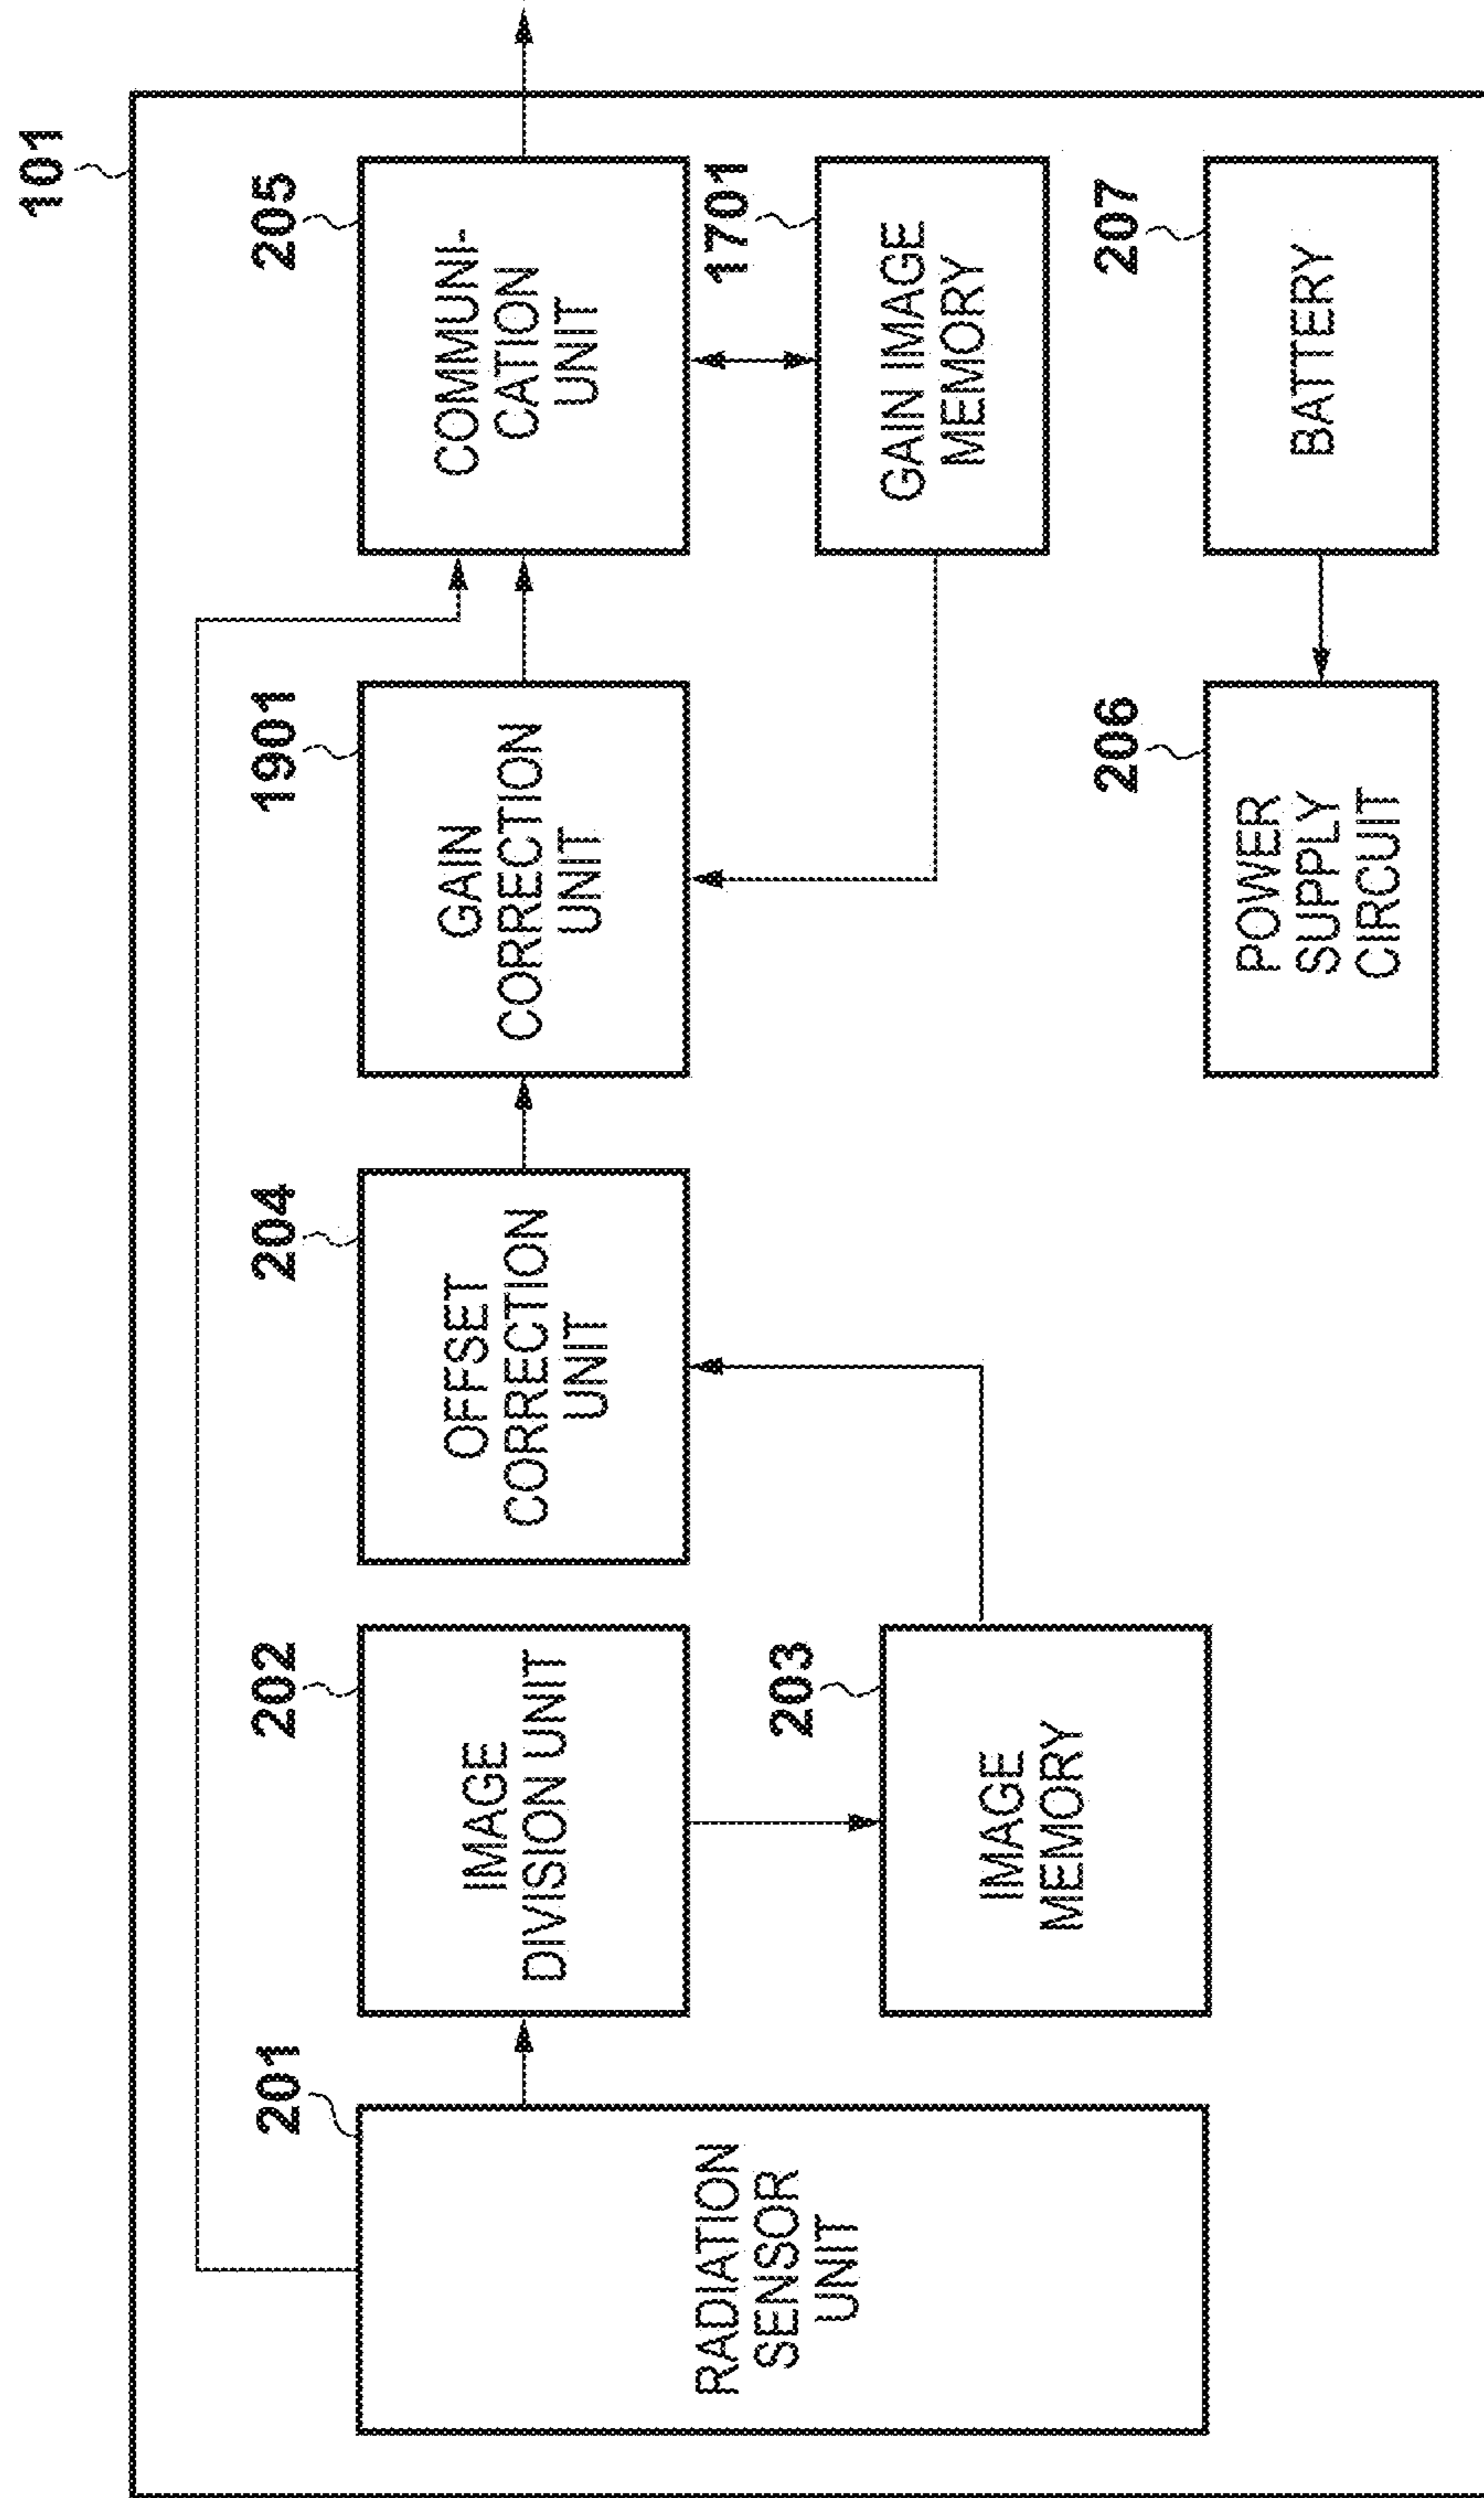 101
201
RADIATION
SENSOR
UNIT
202
IMAGE
DIVISION UNIT
203
IMAGE
MEMORY
204
OFFSET
CORRECTION
UNIT
1901
GAIN
CORRECTION
UNIT
205
COMMUNI-
CATION
UNIT
1701
GAIN IMAGE
MEMORY
206
POWER
SUPPLY
CIRCUIT
207
BATTERY